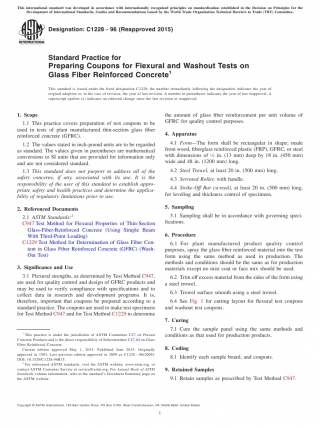 This international standard was developed in accordance with internationally recognized principles on standardization established in the Decision on Principles for the
Development of International Standards, Guides and Recommendations issued by the World Trade Organization Technical Barriers to Trade (TBT) Committee.
Designation: C1228 − 96 (Reapproved 2015)
INTERNATIONAL
Standard Practice for
Preparing Coupons for Flexural and Washout Tests on
Glass Fiber Reinforced Concrete1
This standard is issued under the fixed designation C1228; the number immediately following the designation indicates the year of
original adoption or, in the case of revision, the year of last revision. A number in parentheses indicates the year of last reapproval. A
superscript epsilon (ε) indicates an editorial change since the last revision or reapproval.
1. Scope
1.1 This practice covers preparation of test coupons to be
used in tests of plant manufactured thin-section glass fiber
reinforced concrete (GFRC).
1.2 The values stated in inch-pound units are to be regarded
as standard. The values given in parentheses are mathematical
conversions to SI units that are provided for information only
and are not considered standard.
1.3 This standard does not purport to address all of the
safety concerns, if any, associated with its use. It is the
responsibility of the user of this standard to establish appro-
priate safety and health practices and determine the applica-
bility of regulatory limitations prior to use.
2. Referenced Documents
2.1 ASTM Standards:2
C947 Test Method for Flexural Properties of Thin-Section
Glass-Fiber-Reinforced Concrete (Using Simple Beam
With Third-Point Loading)
C1229 Test Method for Determination of Glass Fiber Con-
tent in Glass Fiber Reinforced Concrete (GFRC) (Wash-
Out Test)
3. Significance and Use
3.1 Flexural strengths, as determined by Test Method C947,
are used for quality control and design of GFRC products and
may be used to verify compliance with specifications and to
collect data in research and development programs. It is,
therefore, important that coupons be prepared according to a
standard practice. The coupons are used to make test specimens
for Test Method C947 and for Test Method C1229 to determine
the amount of glass fiber reinforcement per unit volume of
GFRC for quality control purposes.
4. Apparatus
4.1 Form—The form shall be rectangular in shape, made
from wood, fiberglass reinforced plastic (FRP), GFRC, or steel
with dimensions of ½ in. (13 mm) deep by 18 in. (450 mm)
wide and 48 in. (1200 mm) long.
4.2 Steel Trowel, at least 20 in. (500 mm) long.
4.3 Serrated Roller, with handle.
4.4 Strike-Off Bar (screed), at least 20 in. (500 mm) long,
for leveling and thickness control of specimens.
5. Sampling
5.1 Sampling shall be in accordance with governing speci-
fications.
6. Procedure
6.1 For plant manufactured product quality control
purposes, spray the glass fiber reinforced material into the test
form using the same method as used in production. The
methods and conditions should be the same as for production
materials except no mist coat or face mix should be used.
6.2 Trim off excess material from the sides of the form using
a steel trowel.
6.3 Trowel surface smooth using a steel trowel.
6.4 See Fig. 1 for cutting layout for flexural test coupons
and washout test coupons.
7. Curing
7.1 Cure the sample panel using the same methods and
conditions as that used for production products.
8. Coding
8.1 Identify each sample board, and coupon.
9. Retained Samples
9.1 Retain samples as prescribed by Test Method C947.
1 This practice is under the jurisdiction of ASTM Committee C27 on Precast
Concrete Products and is the direct responsibility of Subcommittee C27.40 on Glass
Fiber Reinforced Concrete.
Current edition approved May 1, 2015. Published June 2015. Originally
approved in 1993. Last previous edition approved in 2009 as C1228 – 96(2009).
2 For referenced ASTM standards, visit the ASTM website, www.astm.org, or
contact ASTM Customer Service at service@astm.org. For Annual Book of ASTM
Standards volume information, refer to the standard's Document Summary page on
the ASTM website.
Copyright © ASTM International, 100 Barr Harbor Drive, PO Box C700, West Conshohocken, PA 19428-2959. United States
1